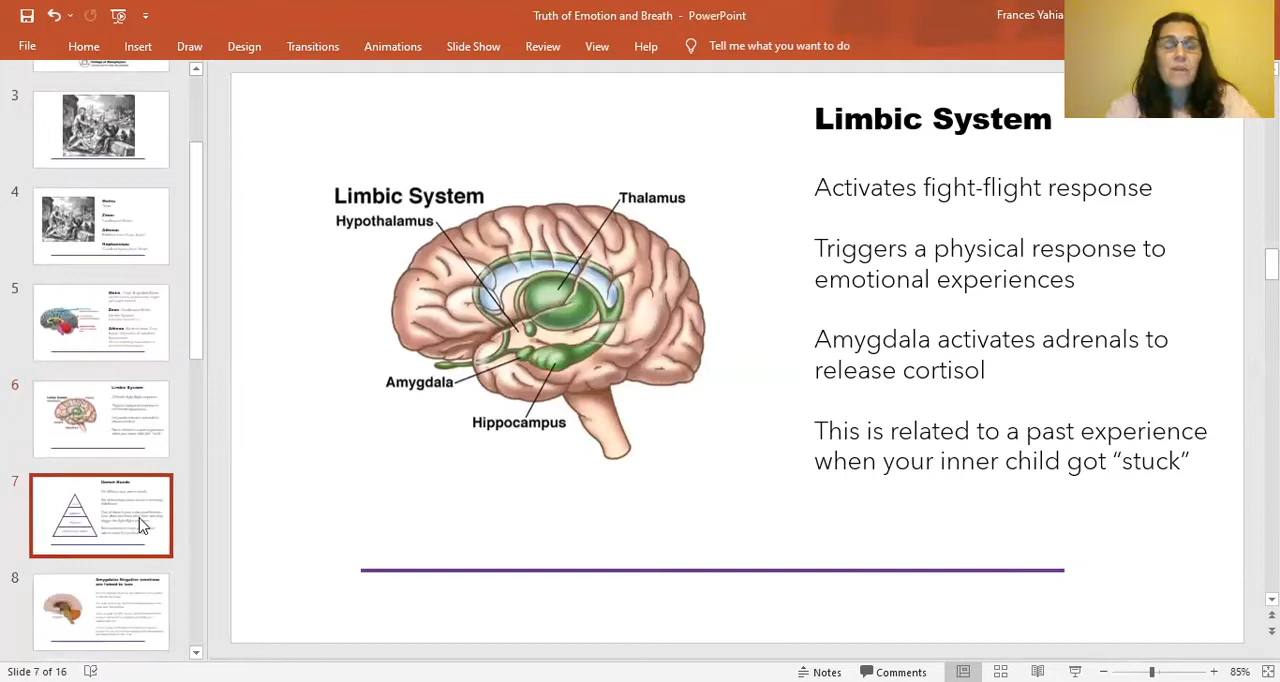 Truth of Emotion and Breath - PowerPoint
Frances Yahia
File Home Insert Draw Design Transitions Animations Slide Show Review View Help Tell me what you want to do
3
4
5
6
Limbic System
7
8
Limbic System
Hypothalamus
Thalamus
Amygdala
Hippocampus
Limbic System
Activates fight-flight response
Triggers a physical response to
emotional experiences
Amygdala activates adrenals to
release cortisol
This is related to a past experience
when your inner child got “stuck”
Slide 7 of 16
Notes
Comments
85%